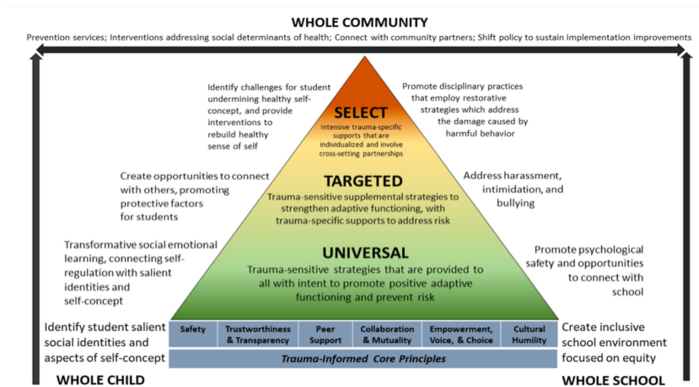 WHOLE COMMUNITY
Prevention services; Interventions addressing social determinants of health; Connect with community partners; Shift policy to sustain implementation improvements
Identify challenges for student
undermining healthy self-
concept, and provide
interventions to
rebuild healthy
sense of self
Promote disciplinary practices
that employ restorative
strategies which address
the damage caused by
harmful behavior
SELECT
Intensive trauma-specific
supports that are
individualized and involve
cross-setting partnerships
Create opportunities to connect
with others, promoting
protective factors
for students
TARGETED
Trauma-sensitive supplemental strategies to
strengthen adaptive functioning, with
trauma-specific supports to address risk
Address harassment,
intimidation, and
bullying
Transformative social emotional
learning, connecting self-
regulation with salient
identities and
self-concept
UNIVERSAL
Trauma-sensitive strategies that are provided to
all with intent to promote positive adaptive
functioning and prevent risk
Promote psychological
safety and opportunities
to connect with
school
Identify student salient
social identities and
aspects of self-concept
Safety
Trustworthiness
& Transparency
Peer
Support
Collaboration
& Mutuality
Empowerment,
Voice, & Choice
Cultural
Humility
Trauma-Informed Core Principles
Create inclusive
school environment
focused on equity
WHOLE CHILD
WHOLE SCHOOL